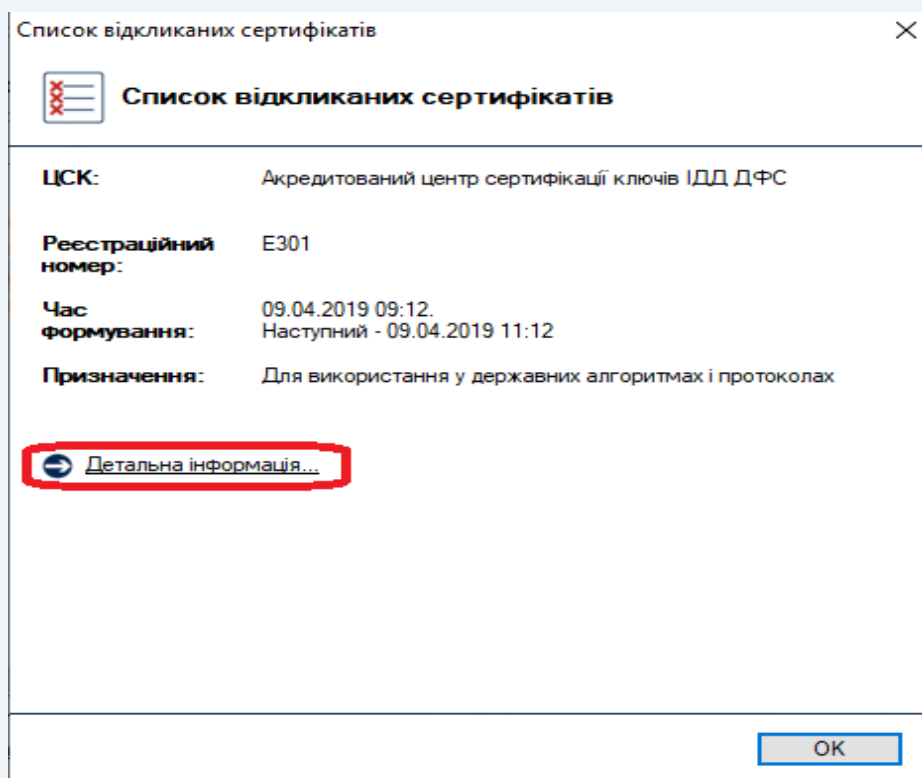 Список відкликаних сертифікатів
Список відкликаних сертифікатів
ЦСК: Акредитований центр сертифікації ключів ІДД ДФС
Реєстраційний номер: E301
Час формування: 09.04.2019 09:12.
Наступний - 09.04.2019 11:12
Призначення: Для використання у державних алгоритмах і протоколах
Детальна інформація...
OK